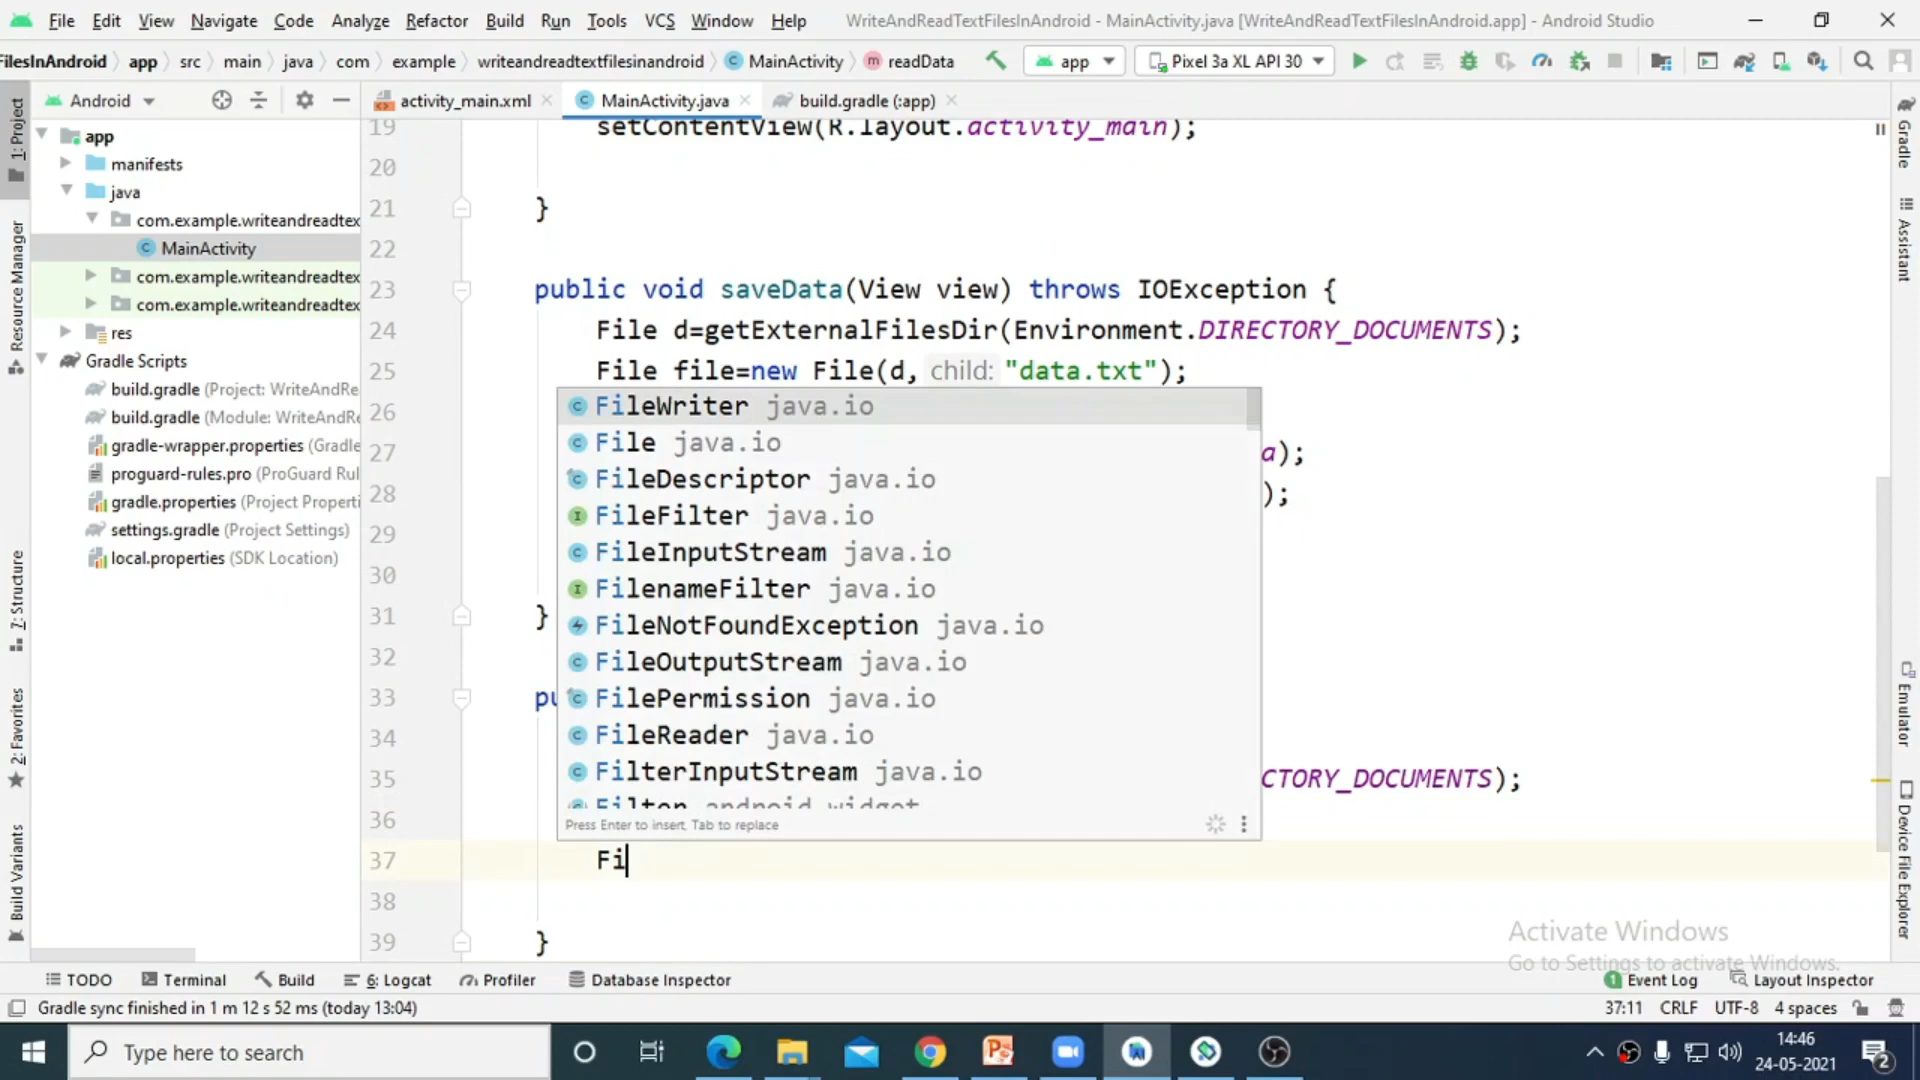 File Edit View Navigate Code Analyze Refactor Build Run Tools VCS Window Help WriteAndReadTextFilesInAndroid - MainActivity.java [WriteAndReadTextFilesInAndroid.app] - Android Studio
FilesInAndroid app src main java com example writeandreadtextfilesinandroid MainActivity readData app Pixel 3a XL API 30
Android activity_main.xml MainActivity.java build.gradle (:app)
1: Project
Resource Manager
7: Structure
2: Favorites
Build Variants
app
manifests
java
com.example.writeandreadtex
MainActivity
com.example.writeandreadtex
com.example.writeandreadtex
res
Gradle Scripts
build.gradle (Project: WriteAndRe
build.gradle (Module: WriteAndRe
gradle-wrapper.properties (Gradle
proguard-rules.pro (ProGuard Rul
gradle.properties (Project Properti
settings.gradle (Project Settings)
local.properties (SDK Location)
19 setContentView(R.layout.activity_main);
20
21 }
22
23 public void saveData(View view) throws IOException {
24 File d=getExternalFilesDir(Environment.DIRECTORY_DOCUMENTS);
25 File file=new File(d, child: "data.txt");
26
27 a);
28 );
29
30
31 }
32
33 pu
34
35 CTORY_DOCUMENTS);
36
37 Fi
38
39 }
FileWriter java.io
File java.io
FileDescriptor java.io
FileFilter java.io
FileInputStream java.io
FilenameFilter java.io
FileNotFoundException java.io
FileOutputStream java.io
FilePermission java.io
FileReader java.io
FilterInputStream java.io
Filter android.widget
Press Enter to insert, Tab to replace
Gradle
Assistant
Emulator
Device File Explorer
Activate Windows
Go to Settings to activate Windows.
TODO Terminal Build 6: Logcat Profiler Database Inspector 1 Event Log Layout Inspector
Gradle sync finished in 1 m 12 s 52 ms (today 13:04) 37:11 CRLF UTF-8 4 spaces
Type here to search
14:46
24-05-2021
2